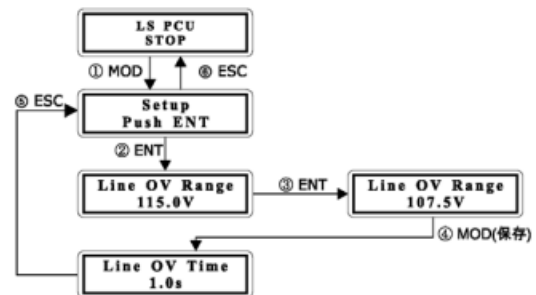 LS PCU
STOP
① MOD
⑥ ESC
⑤ ESC
Setup
Push ENT
② ENT
Line OV Range
115.0V
③ ENT
Line OV Range
107.5V
④ MOD(保存)
Line OV Time
1.0s